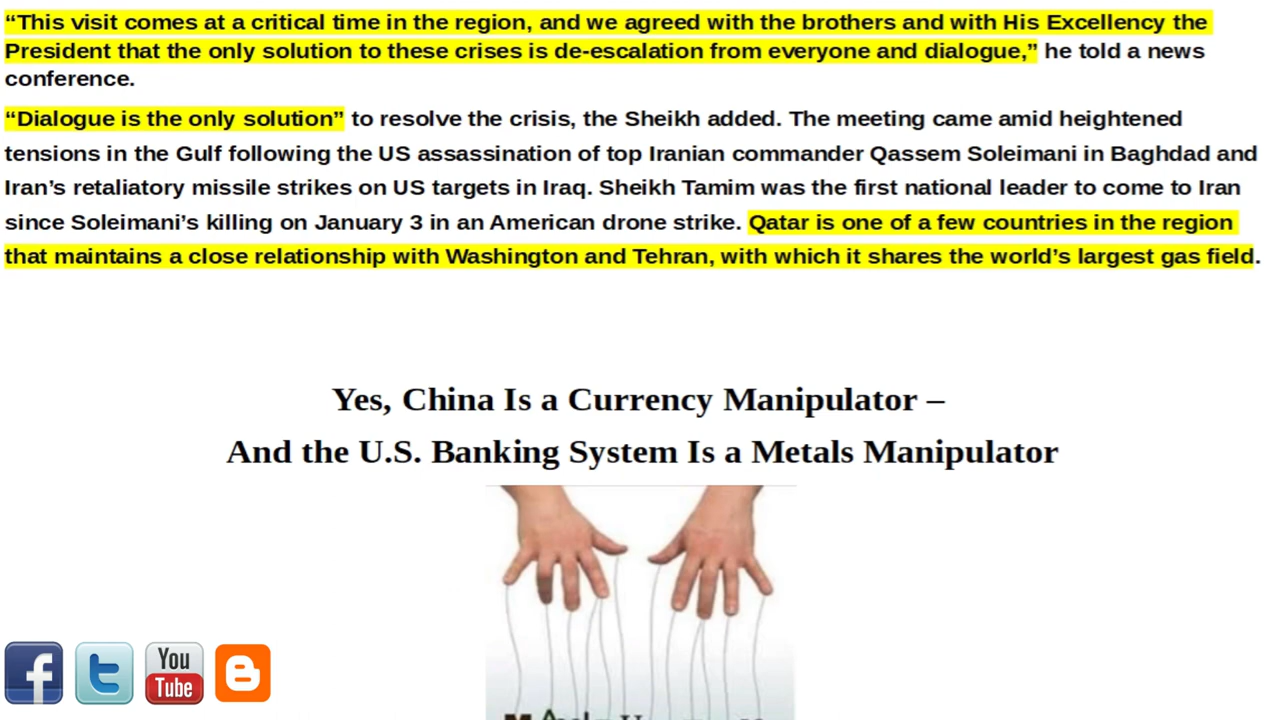 “This visit comes at a critical time in the region, and we agreed with the brothers and with His Excellency the
President that the only solution to these crises is de-escalation from everyone and dialogue,” he told a news
conference.
“Dialogue is the only solution” to resolve the crisis, the Sheikh added. The meeting came amid heightened
tensions in the Gulf following the US assassination of top Iranian commander Qassem Soleimani in Baghdad and
Iran’s retaliatory missile strikes on US targets in Iraq. Sheikh Tamim was the first national leader to come to Iran
since Soleimani’s killing on January 3 in an American drone strike. Qatar is one of a few countries in the region
that maintains a close relationship with Washington and Tehran, with which it shares the world’s largest gas field.
Yes, China Is a Currency Manipulator –
And the U.S. Banking System Is a Metals Manipulator
You
Tube